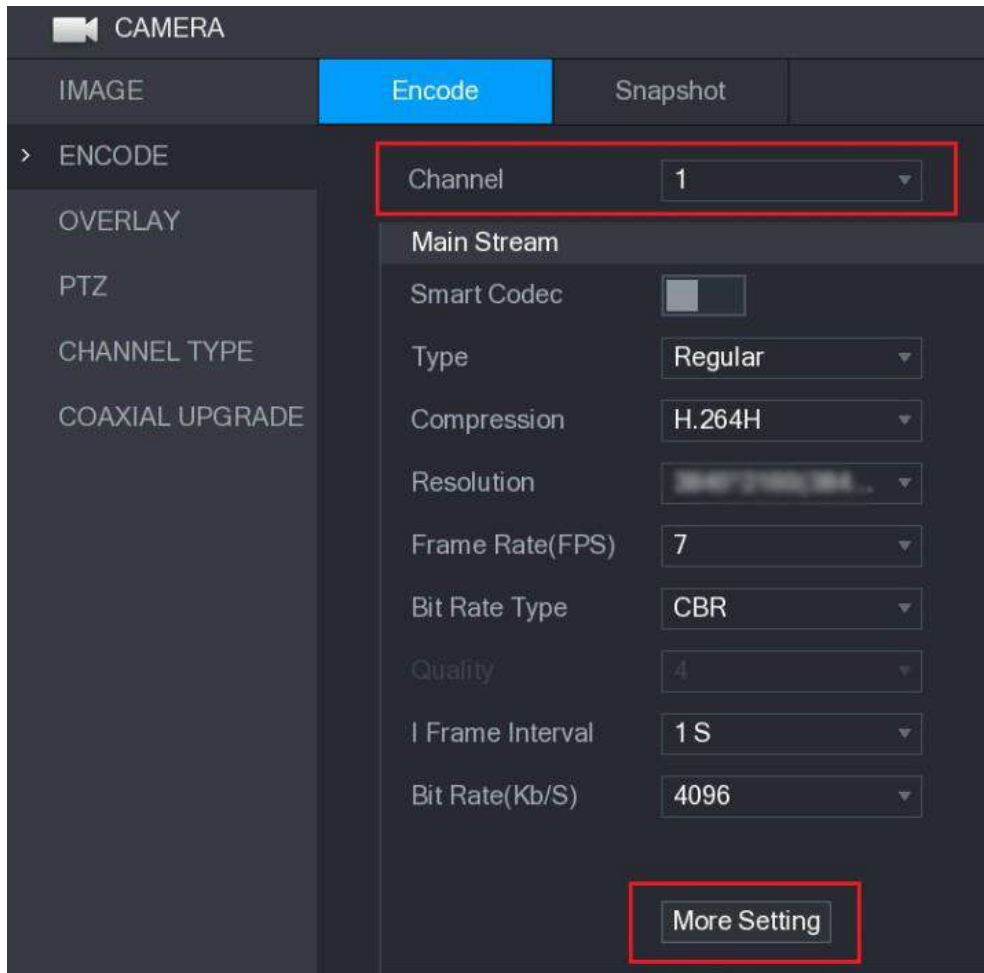 CAMERA
IMAGE
Encode
Snapshot
> ENCODE
Channel
1
OVERLAY
Main Stream
PTZ
Smart Codec
CHANNEL TYPE
Type
Regular
COAXIAL UPGRADE
Compression
H.264H
Resolution
Frame Rate(FPS)
7
Bit Rate Type
CBR
Quality
4
I Frame Interval
1 S
Bit Rate(Kb/S)
4096
More Setting